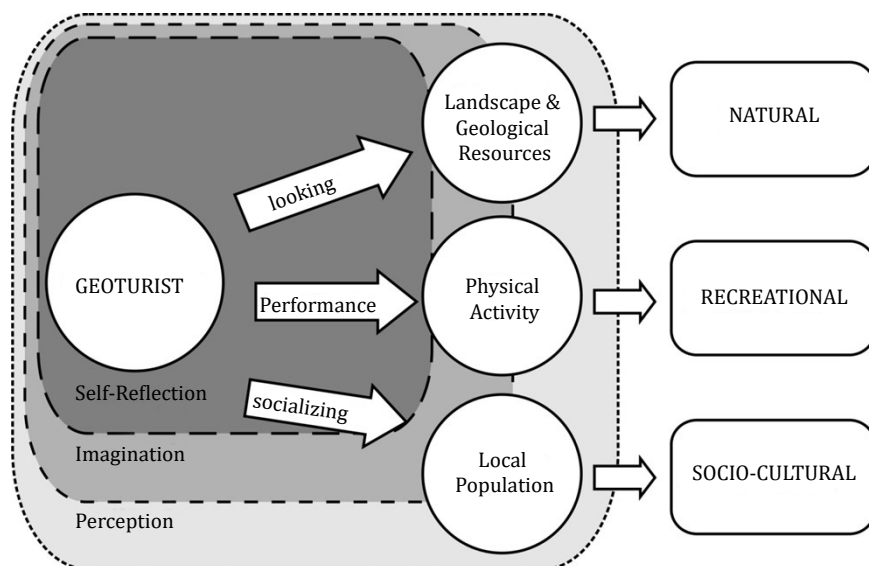 Landscape &
Geological
Resources
NATURAL
looking
GEOTURIST
Performance
Physical
Activity
RECREATIONAL
Self-Reflection
socializing
Imagination
Local
Population
SOCIO-CULTURAL
Perception